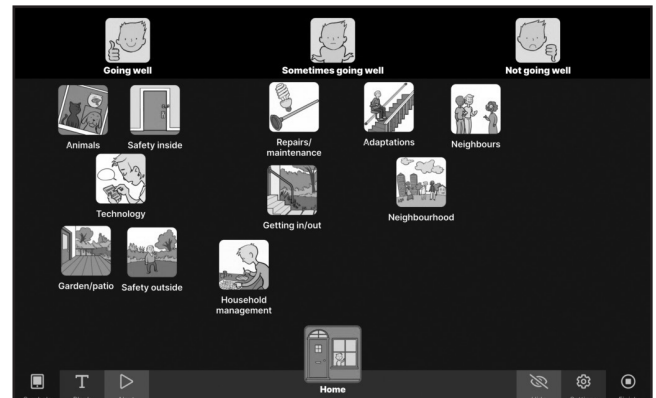 Going well
Sometimes going well
Not going well
Animals
Safety inside
Repairs/
maintenance
Adaptations
Neighbours
Technology
Getting in/out
Neighbourhood
Garden/patio
Safety outside
Household
management
Home
T